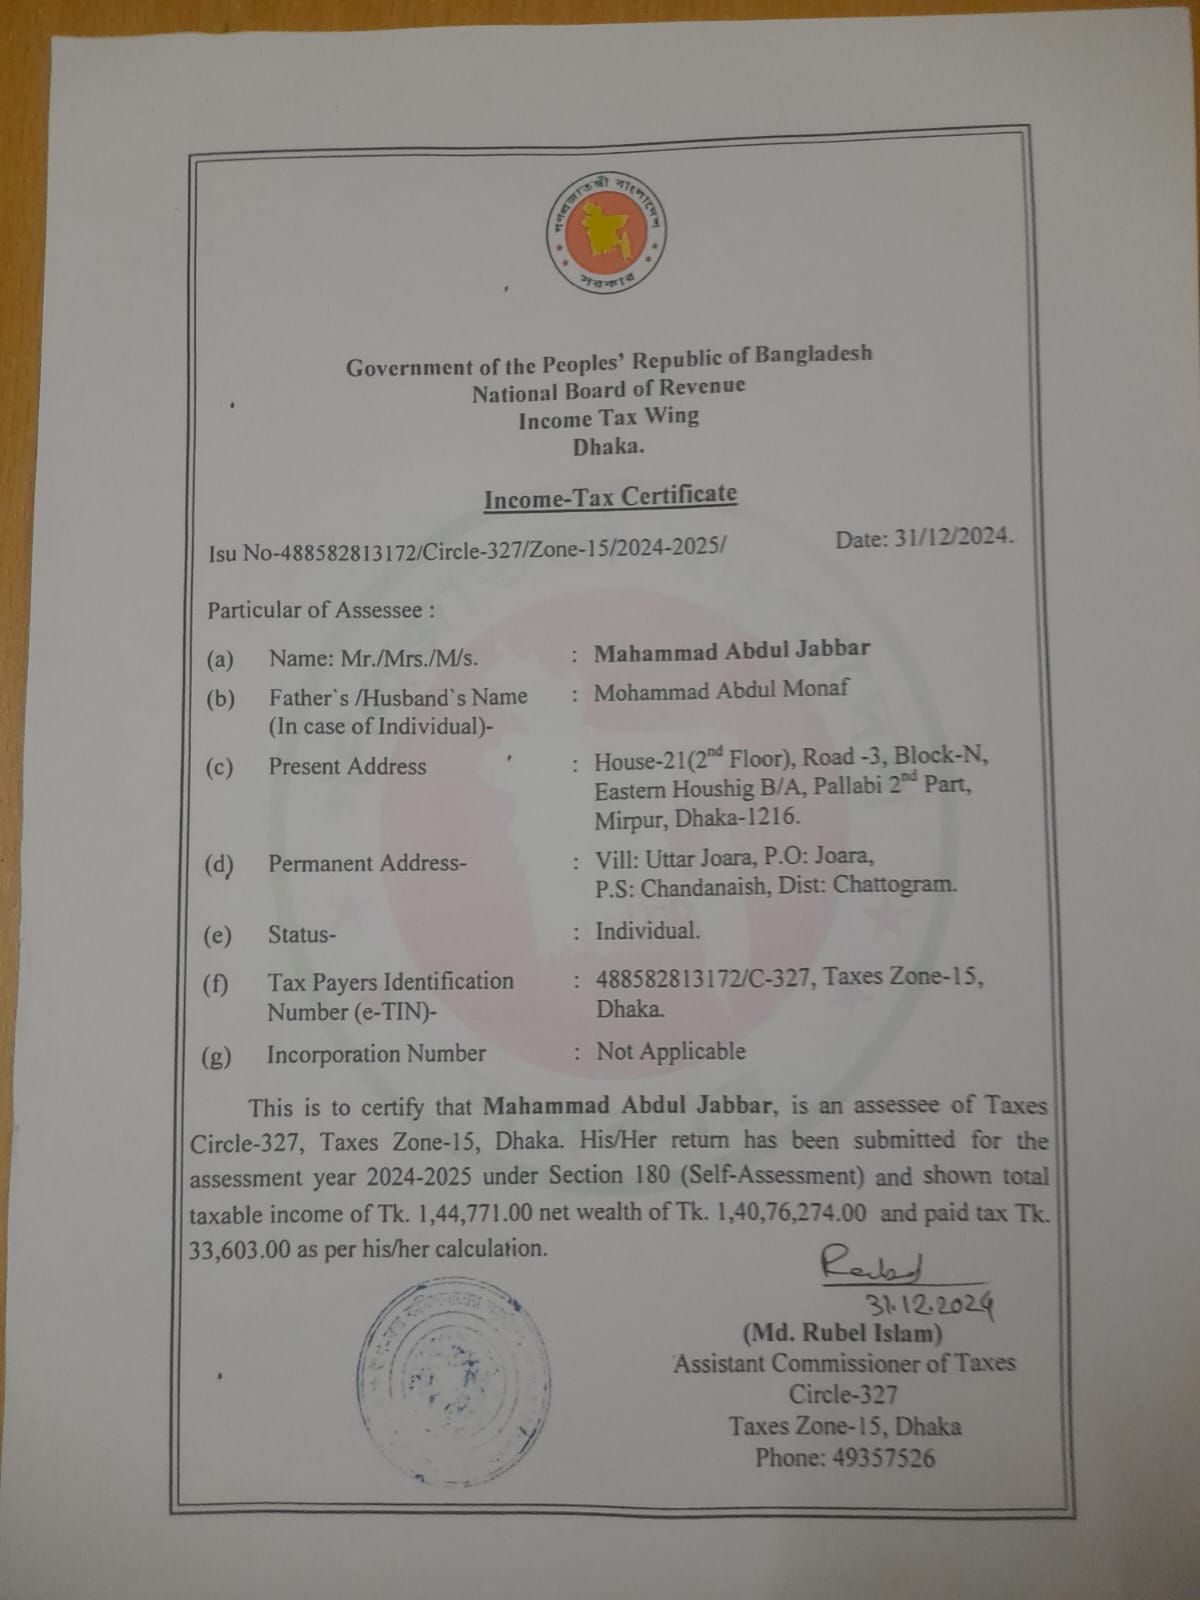 গণপ্রজাতন্ত্রী বাংলাদেশ
সরকার
Government of the Peoples’ Republic of Bangladesh
National Board of Revenue
Income Tax Wing
Dhaka.
Income-Tax Certificate
Isu No-488582813172/Circle-327/Zone-15/2024-2025/ Date: 31/12/2024.
Particular of Assessee :
(a) Name: Mr./Mrs./M/s. : Mahammad Abdul Jabbar
(b) Father`s /Husband`s Name : Mohammad Abdul Monaf
(In case of Individual)-
(c) Present Address : House-21(2nd Floor), Road -3, Block-N,
Eastern Houshig B/A, Pallabi 2nd Part,
Mirpur, Dhaka-1216.
(d) Permanent Address- : Vill: Uttar Joara, P.O: Joara,
P.S: Chandanaish, Dist: Chattogram.
(e) Status- : Individual.
(f) Tax Payers Identification : 488582813172/C-327, Taxes Zone-15,
Number (e-TIN)- Dhaka.
(g) Incorporation Number : Not Applicable
This is to certify that Mahammad Abdul Jabbar, is an assessee of Taxes
Circle-327, Taxes Zone-15, Dhaka. His/Her return has been submitted for the
assessment year 2024-2025 under Section 180 (Self-Assessment) and shown total
taxable income of Tk. 1,44,771.00 net wealth of Tk. 1,40,76,274.00 and paid tax Tk.
33,603.00 as per his/her calculation.
31.12.2024
(Md. Rubel Islam)
Assistant Commissioner of Taxes
Circle-327
Taxes Zone-15, Dhaka
Phone: 49357526